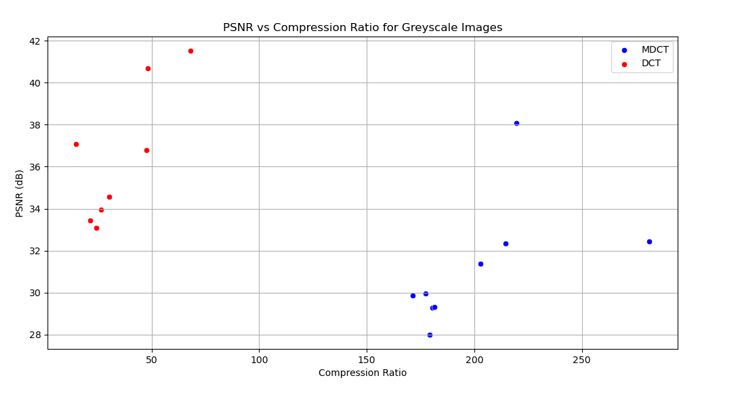 PSNR vs Compression Ratio for Greyscale Images
MDCT
DCT
PSNR (dB)
42
40
38
36
34
32
30
28
50
100
150
200
250
Compression Ratio